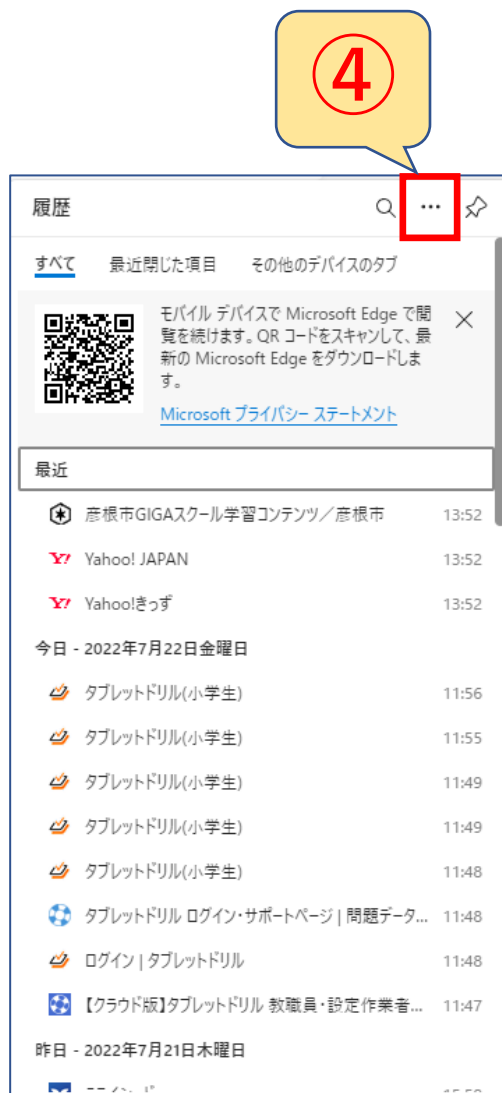 ④
履歴
すべて 最近閉じた項目 その他のデバイスのタブ
モバイル デバイスで Microsoft Edge で閲
覧を続けます。QR コードをスキャンして、最
新の Microsoft Edge をダウンロードしま
す。
Microsoft プライバシー ステートメント
最近
彦根市GIGAスクール学習コンテンツ／彦根市 13:52
Yahoo! JAPAN 13:52
Yahoo!きっず 13:52
今日 - 2022年7月22日金曜日
タブレットドリル(小学生) 11:56
タブレットドリル(小学生) 11:55
タブレットドリル(小学生) 11:49
タブレットドリル(小学生) 11:49
タブレットドリル(小学生) 11:48
タブレットドリル ログイン・サポートページ | 問題データ... 11:48
ログイン | タブレットドリル 11:48
【クラウド版】タブレットドリル 教職員・設定作業者... 11:47
昨日 - 2022年7月21日木曜日